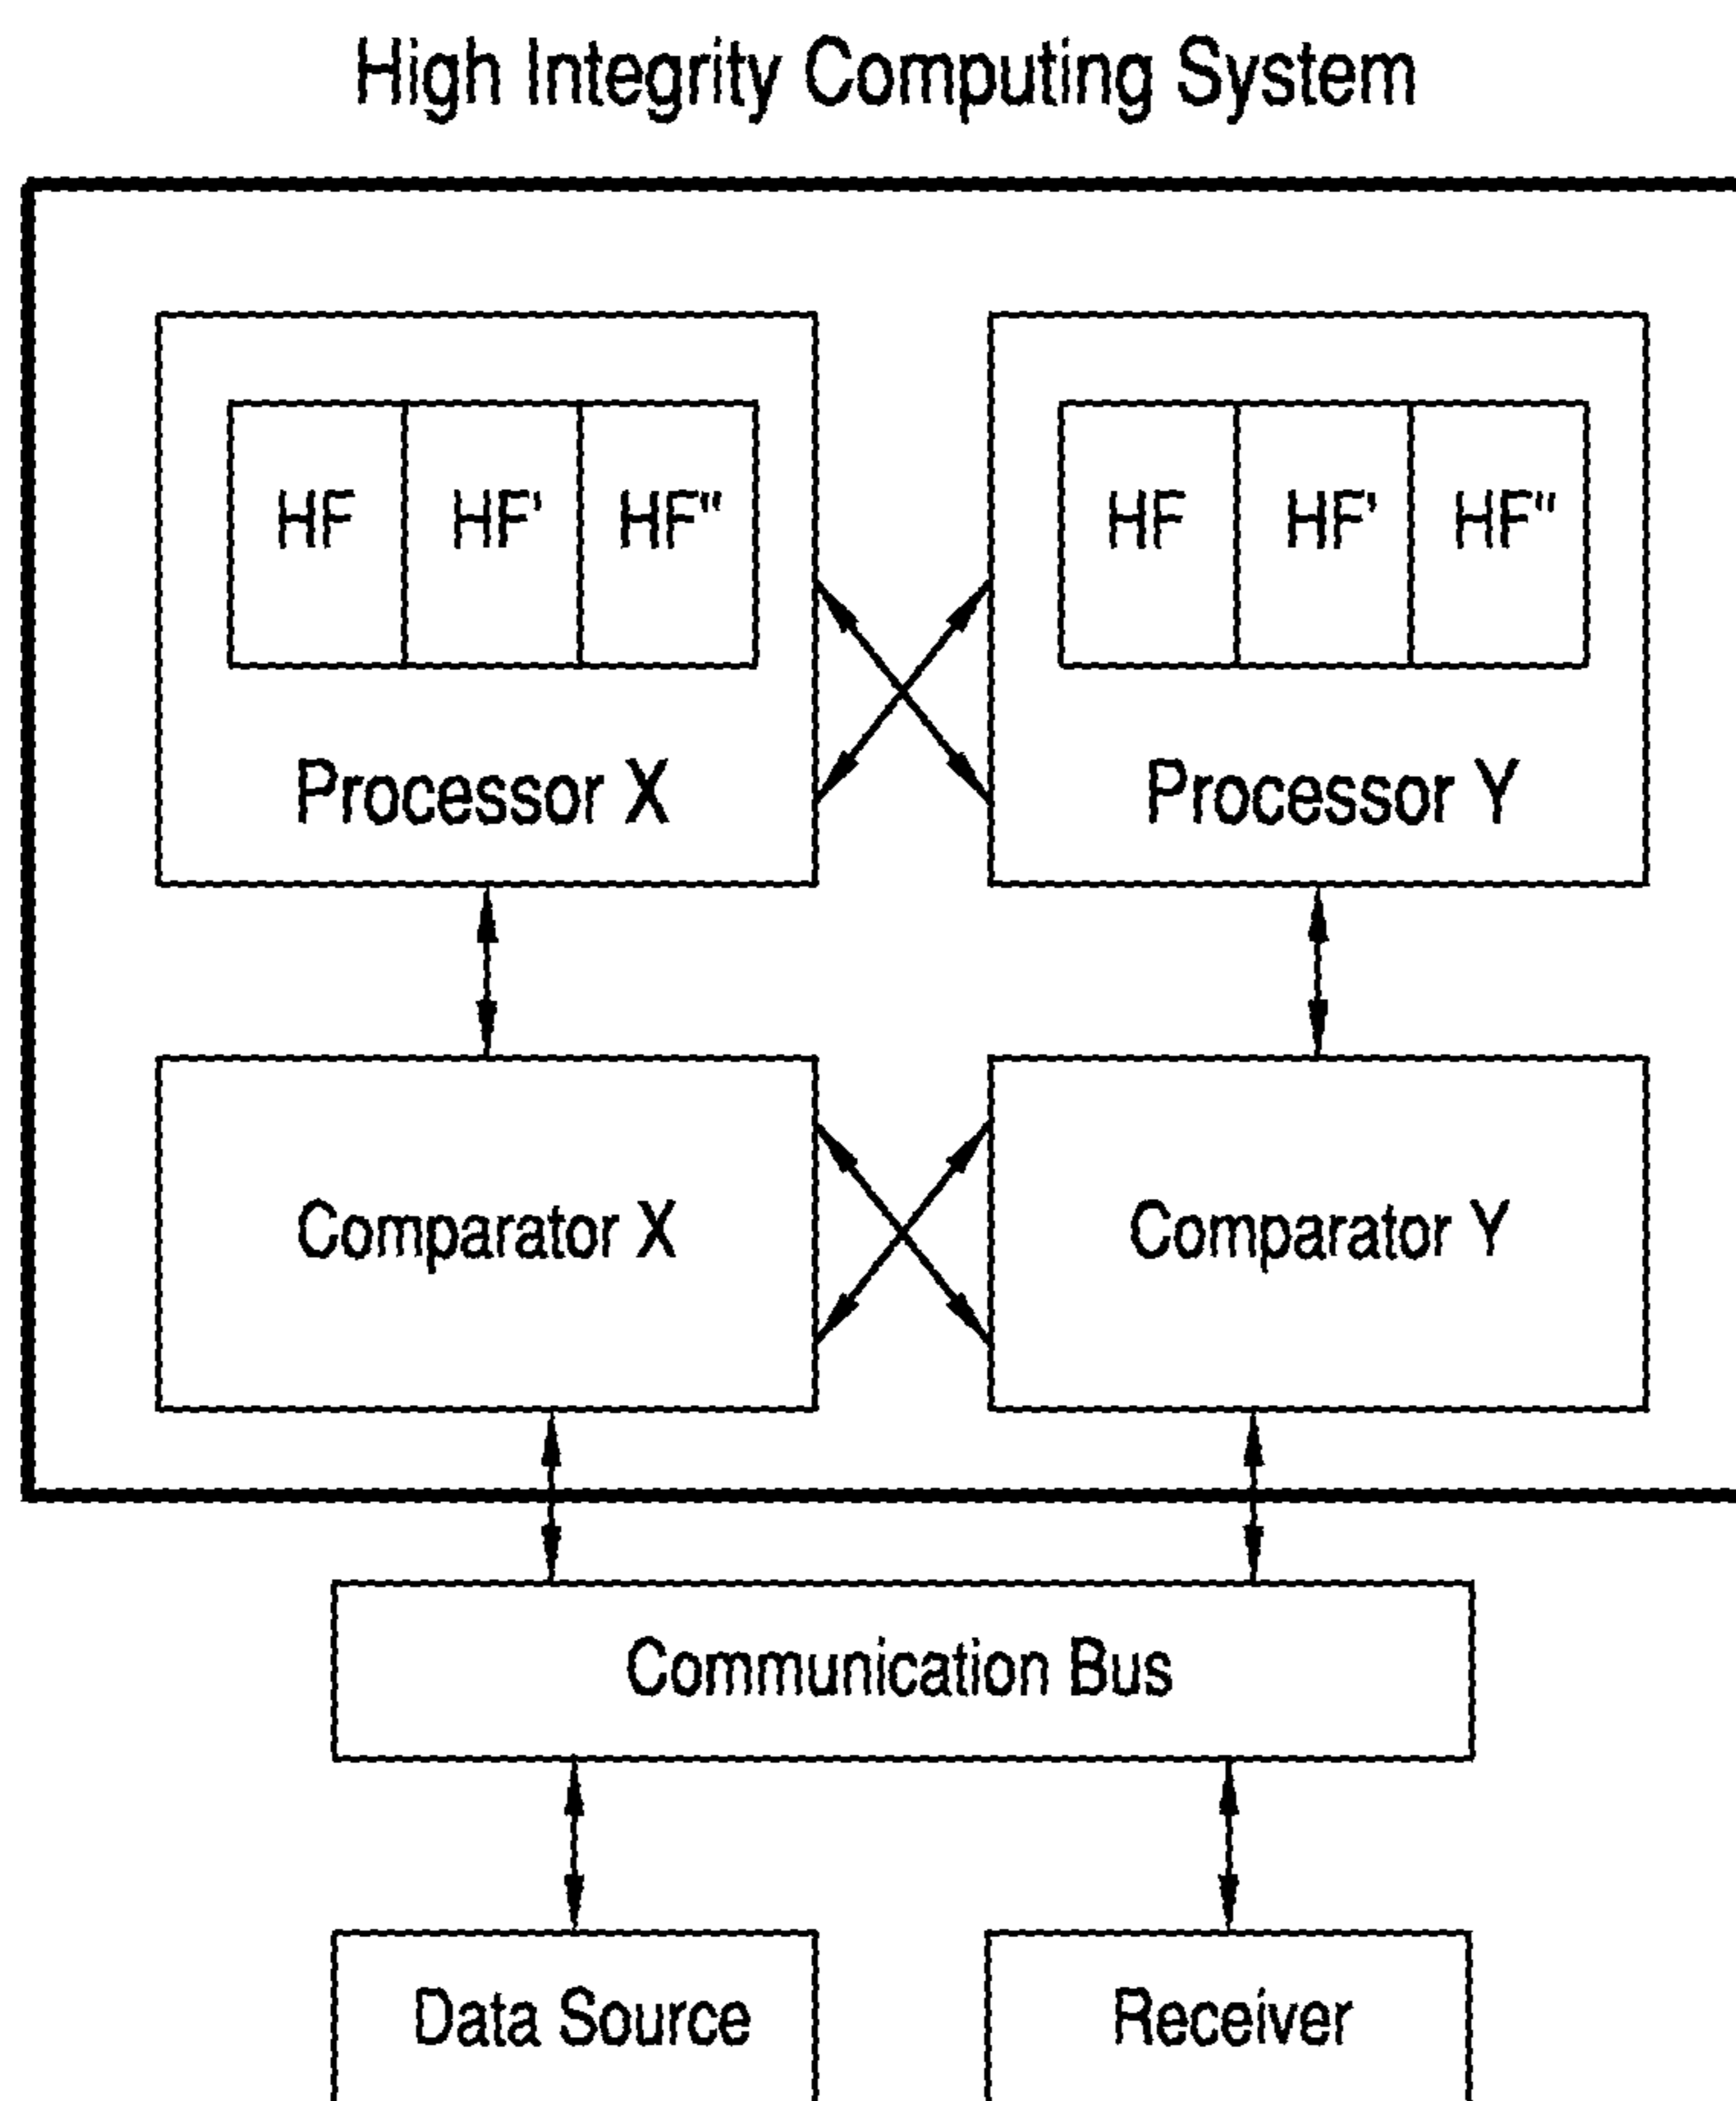 High Integrity Computing System
HF HF' HF" HF HF' HF"
Processor X Processor Y
Comparator X Comparator Y
Communication Bus
Data Source Receiver